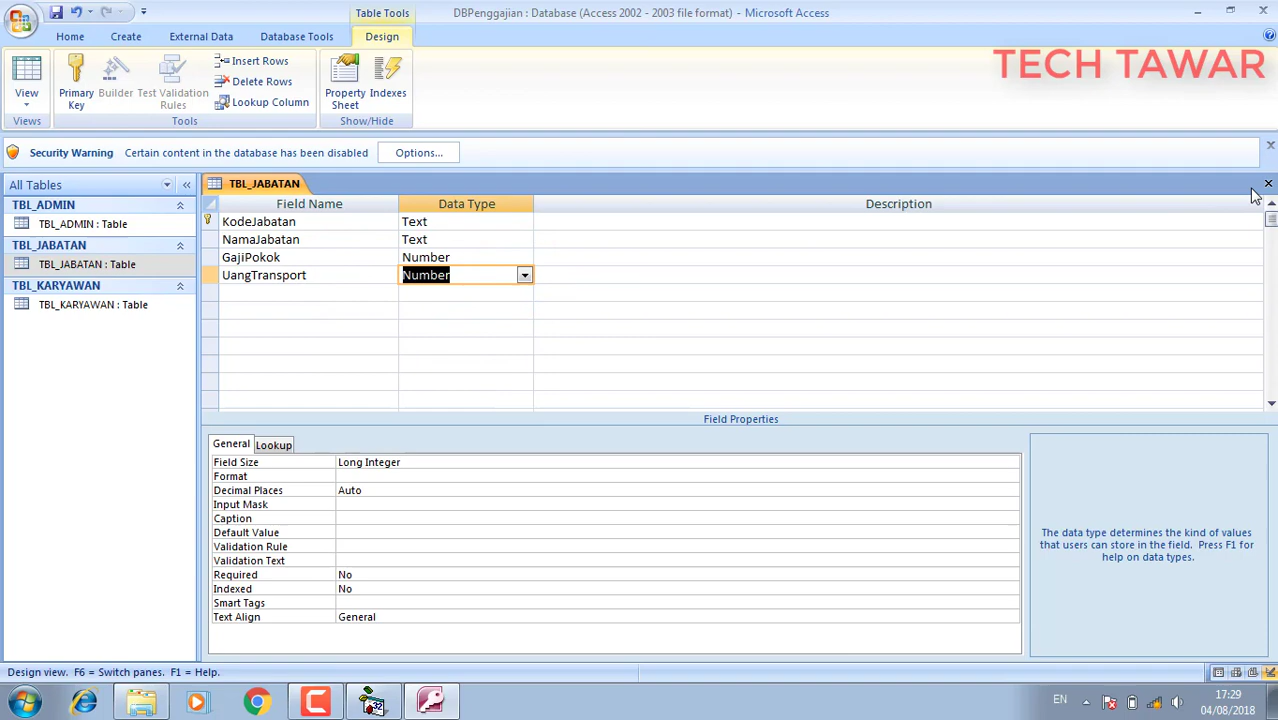 Table Tools
DBPenggajian : Database (Access 2002 - 2003 file format) - Microsoft Access
Home
Create
External Data
Database Tools
Design
View
Primary Key
Builder
Test Validation Rules
Insert Rows
Delete Rows
Lookup Column
Property Sheet
Indexes
Views
Tools
Show/Hide
TECH TAWAR
Security Warning
Certain content in the database has been disabled
Options...
All Tables
TBL_ADMIN
TBL_ADMIN : Table
TBL_JABATAN
TBL_JABATAN : Table
TBL_KARYAWAN
TBL_KARYAWAN : Table
TBL_JABATAN
Field Name
Data Type
Description
KodeJabatan
Text
NamaJabatan
Text
GajiPokok
Number
UangTransport
Number
Field Properties
General
Lookup
Field Size
Long Integer
Format
Decimal Places
Auto
Input Mask
Caption
Default Value
Validation Rule
Validation Text
Required
No
Indexed
No
Smart Tags
Text Align
General
The data type determines the kind of values
that users can store in the field. Press F1 for
help on data types.
Design view. F6 = Switch panes. F1 = Help.
32
EN
17:29
04/08/2018